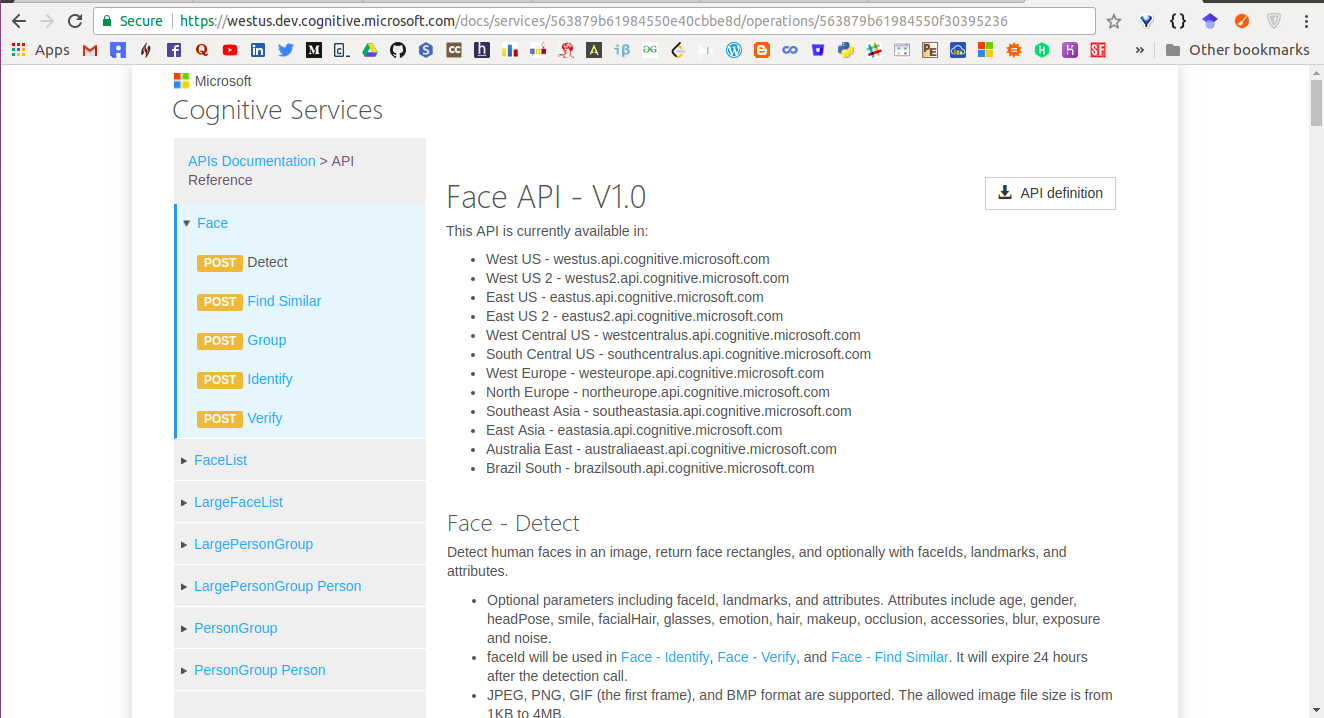 Secure https://westus.dev.cognitive.microsoft.com/docs/services/563879b61984550e40cbbe8d/operations/563879b61984550f30395236
Apps
» Other bookmarks
Microsoft
Cognitive Services
APIs Documentation > API
Reference
Face
POST Detect
POST Find Similar
POST Group
POST Identify
POST Verify
FaceList
LargeFaceList
LargePersonGroup
LargePersonGroup Person
PersonGroup
PersonGroup Person
Face API - V1.0
API definition
This API is currently available in:
• West US - westus.api.cognitive.microsoft.com
• West US 2 - westus2.api.cognitive.microsoft.com
• East US - eastus.api.cognitive.microsoft.com
• East US 2 - eastus2.api.cognitive.microsoft.com
• West Central US - westcentralus.api.cognitive.microsoft.com
• South Central US - southcentralus.api.cognitive.microsoft.com
• West Europe - westeurope.api.cognitive.microsoft.com
• North Europe - northeurope.api.cognitive.microsoft.com
• Southeast Asia - southeastasia.api.cognitive.microsoft.com
• East Asia - eastasia.api.cognitive.microsoft.com
• Australia East - australiaeast.api.cognitive.microsoft.com
• Brazil South - brazilsouth.api.cognitive.microsoft.com
Face - Detect
Detect human faces in an image, return face rectangles, and optionally with faceIds, landmarks, and
attributes.
• Optional parameters including faceId, landmarks, and attributes. Attributes include age, gender,
headPose, smile, facialHair, glasses, emotion, hair, makeup, occlusion, accessories, blur, exposure
and noise.
• faceId will be used in Face - Identify, Face - Verify, and Face - Find Similar. It will expire 24 hours
after the detection call.
• JPEG, PNG, GIF (the first frame), and BMP format are supported. The allowed image file size is from
1KB to 4MB.